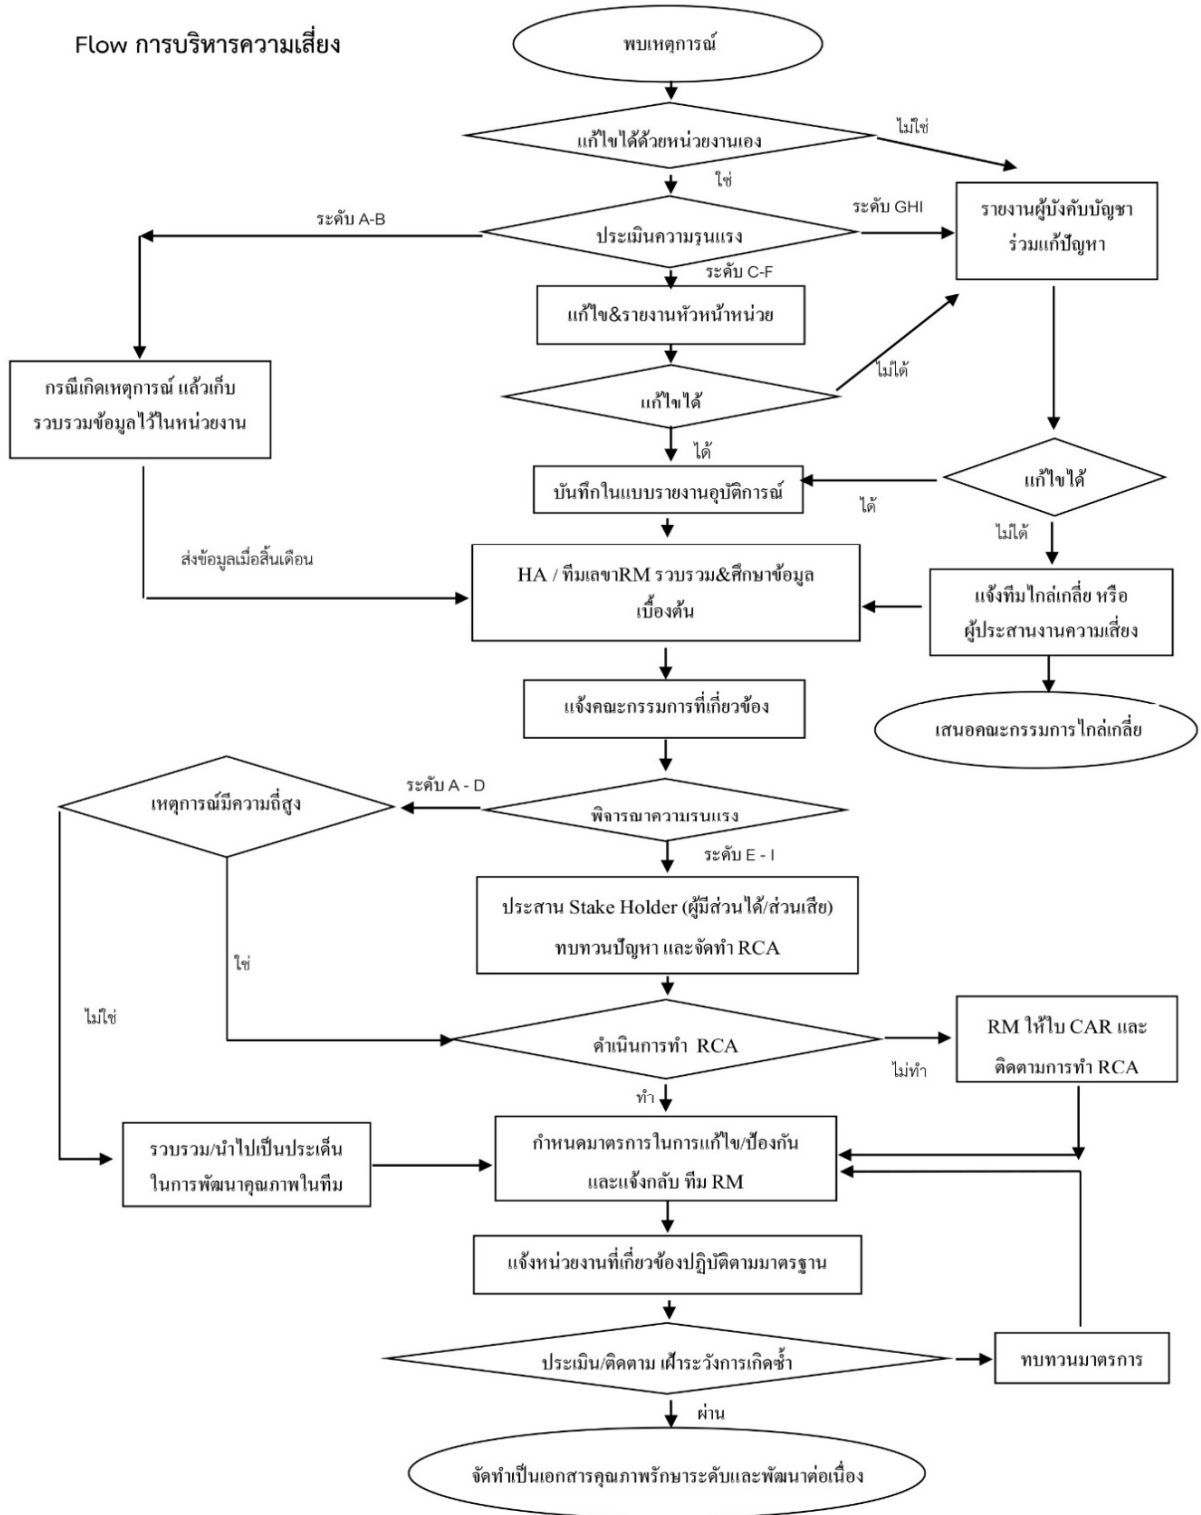 Flow การบริหารความเสี่ยง
พบเหตุการณ์
แก้ไขได้ด้วยหน่วยงานเอง
ไม่ใช่
ใช่
ระดับ A-B
ระดับ GHI
ประเมินความรุนแรง
รายงานผู้บังคับบัญชา
ร่วมแก้ปัญหา
ระดับ C-F
แก้ไข&รายงานหัวหน้าหน่วย
กรณีเกิดเหตุการณ์ แล้วเก็บ
รวบรวมข้อมูลไว้ในหน่วยงาน
แก้ไขได้
ไม่ได้
ได้
บันทึกในแบบรายงานอุบัติการณ์
แก้ไขได้
ได้
ไม่ได้
ส่งข้อมูลเมื่อสิ้นเดือน
HA / ทีมเลขาRM รวบรวม&ศึกษาข้อมูล
เบื้องต้น
แจ้งทีมไกล่เกลี่ย หรือ
ผู้ประสานงานความเสี่ยง
แจ้งคณะกรรมการที่เกี่ยวข้อง
เสนอคณะกรรมการไกล่เกลี่ย
เหตุการณ์มีความถี่สูง
ระดับ A - D
พิจารณาความรุนแรง
ระดับ E - I
ประสาน Stake Holder (ผู้มีส่วนได้/ส่วนเสีย)
ทบทวนปัญหา และจัดทำ RCA
ใช่
ไม่ใช่
ดำเนินการทำ RCA
ไม่ทำ
RM ให้ใบ CAR และ
ติดตามการทำ RCA
ทำ
รวบรวม/นำไปเป็นประเด็น
ในการพัฒนาคุณภาพในทีม
กำหนดมาตรการในการแก้ไข/ป้องกัน
และแจ้งกลับ ทีม RM
แจ้งหน่วยงานที่เกี่ยวข้องปฏิบัติตามมาตรฐาน
ประเมิน/ติดตาม เฝ้าระวังการเกิดซ้ำ
ทบทวนมาตรการ
ผ่าน
จัดทำเป็นเอกสารคุณภาพรักษาระดับและพัฒนาต่อเนื่อง